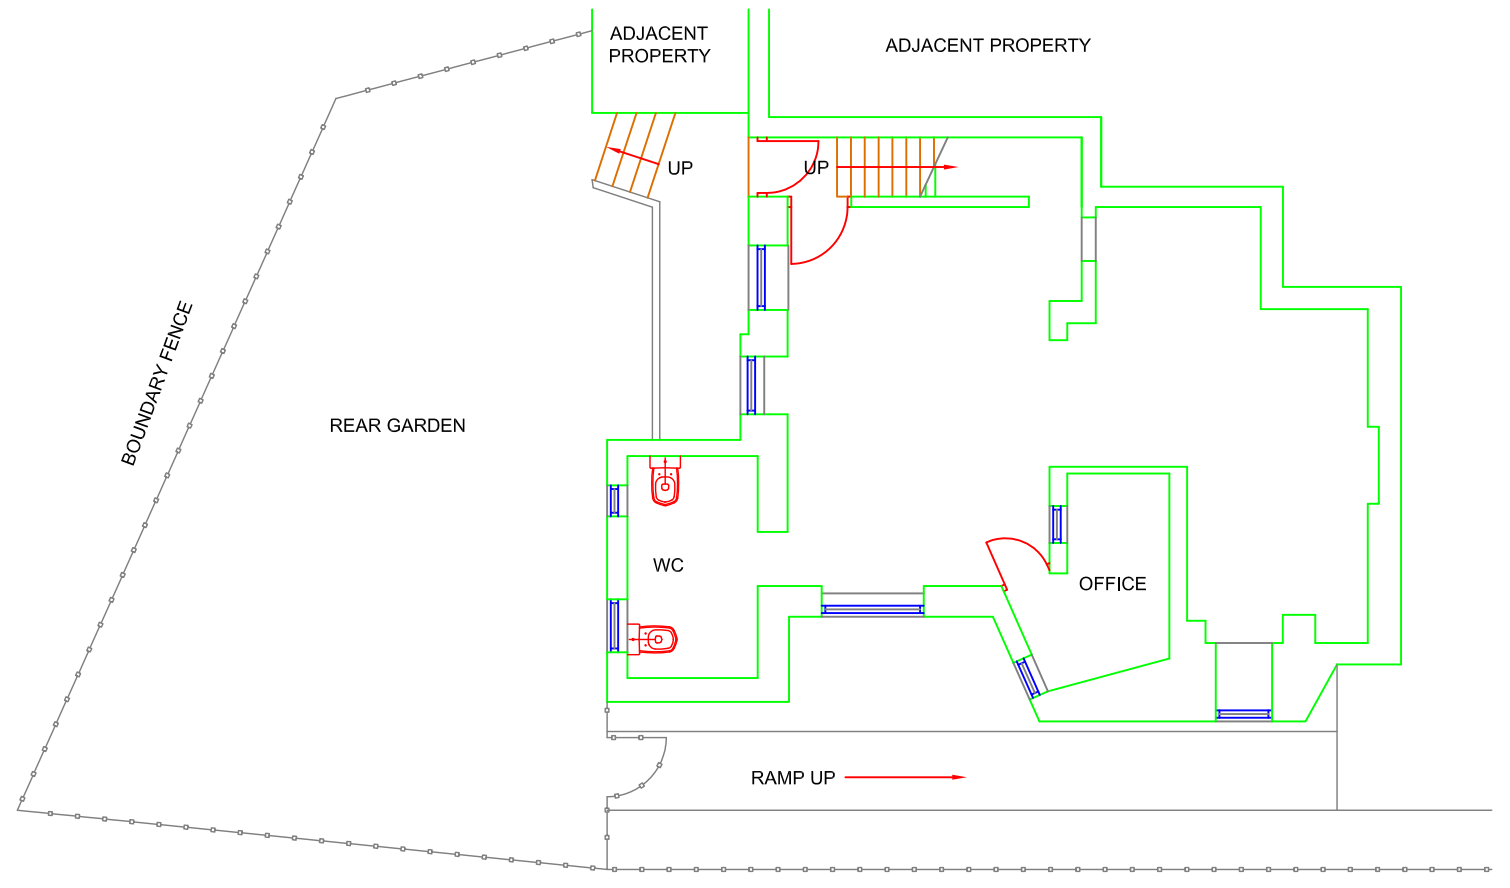 ADJACENT
PROPERTY
ADJACENT PROPERTY
UP
UP
BOUNDARY FENCE
REAR GARDEN
WC
OFFICE
RAMP UP